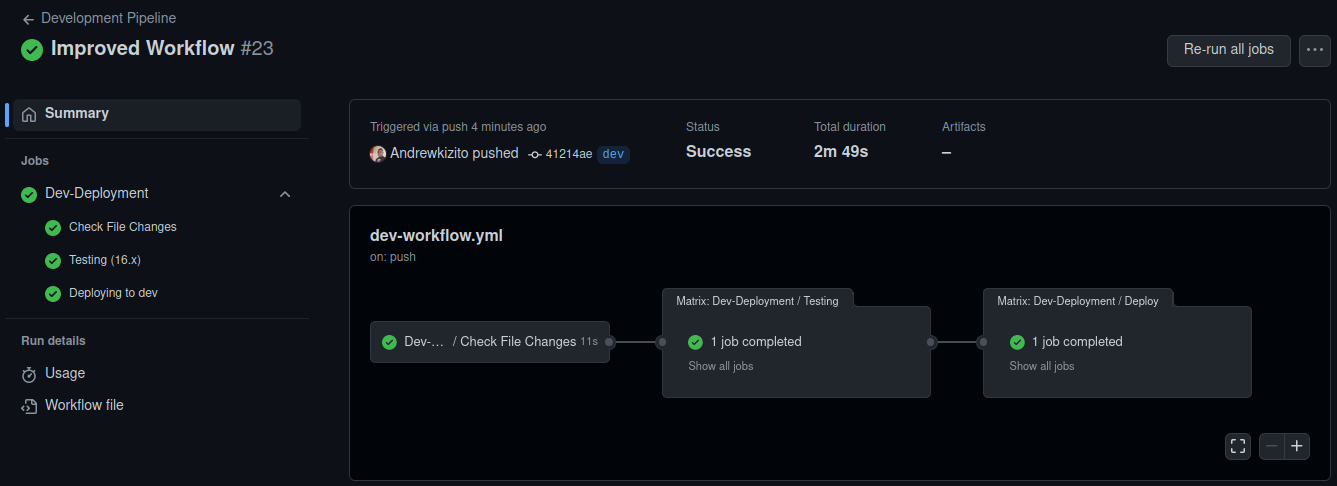 Development Pipeline
Improved Workflow #23
Re-run all jobs
Summary
Jobs
Dev-Deployment
Check File Changes
Testing (16.x)
Deploying to dev
Run details
Usage
Workflow file
Triggered via push 4 minutes ago
Andrewkizito pushed 41214ae dev
Status
Success
Total duration
2m 49s
Artifacts
–
dev-workflow.yml
on: push
Dev-... / Check File Changes 11s
Matrix: Dev-Deployment / Testing
1 job completed
Show all jobs
Matrix: Dev-Deployment / Deploy
1 job completed
Show all jobs